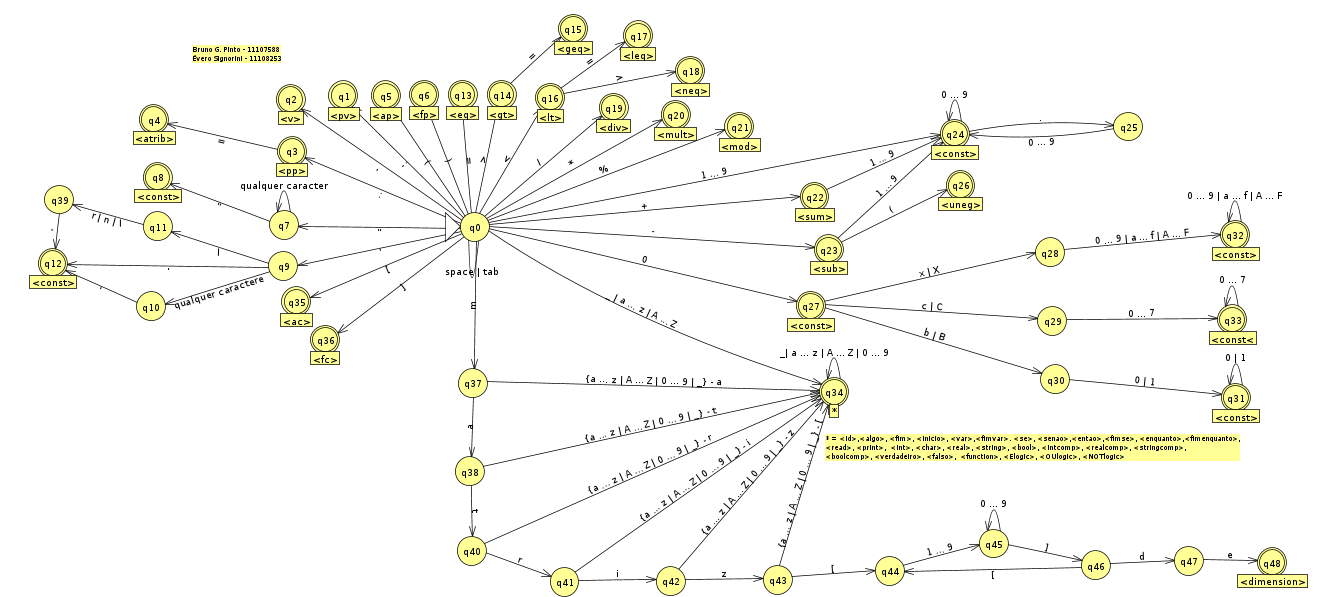 Bruno G. Pinto - 11107588
Évero Signorini - 11108253
q15
<geq>
=
q17
<leq>
=
q18
<neq>
>
q2
<v>
q1
<pv>
q5
<ap>
q6
<fp>
q13
<eq>
q14
<gt>
q16
<lt>
q19
<div>
q20
<mult>
q21
<mod>
q4
<atrib>
=
q3
<pp>
q8
<const>
"
qualquer caracter
q7
"
q39
r | n | |
q11
|
q12
<const>
'
q9
'
q10
qualquer caractere
'
q35
<ac>
{
q36
<fc>
}
q0
space | tab
,
;
(
)
=
>
<
/
*
%
:
1 ... 9
0 ... 9
q24
<const>
.
q25
0 ... 9
+
q22
<sum>
1 ... 9
-
q23
<sub>
1 ... 9
(
q26
<uneg>
0
q27
<const>
x | X
q28
0 ... 9 | a ... f | A ... F
0 ... 9 | a ... f | A ... F
q32
<const>
c | C
q29
0 ... 7
0 ... 7
q33
<const<
b | B
q30
0 | 1
0 | 1
q31
<const>
_ | a ... z | A ... Z
_ | a ... z | A ... Z | 0 ... 9
q34
*
m
q37
{a ... z | A ... Z | 0 ... 9 | _} - a
a
q38
{a ... z | A ... Z | 0 ... 9 | _} - t
t
q40
{a ... z | A ... Z | 0 ... 9 | _} - r
r
q41
{a ... z | A ... Z | 0 ... 9 | _} - i
i
q42
{a ... z | A ... Z | 0 ... 9 | _} - z
z
q43
{a ... z | A ... Z | 0 ... 9 | _} - [
[
q44
1 ... 9
q45
0 ... 9
]
q46
[
d
q47
e
q48
<dimension>
* = <id>,<algo>, <fim>, <inicio>, <var>,<fimvar>. <se>, <senao>,<entao>,<fimse>, <enquanto>,<fimenquanto>,
<read>, <print>, <int>, <char>, <real>, <string>, <bool>, <intcomp>, <realcomp>, <stringcomp>,
<boolcomp>, <verdadeiro>, <falso>, <function>, <Elogic>, <OUlogic>, <NOTlogic>